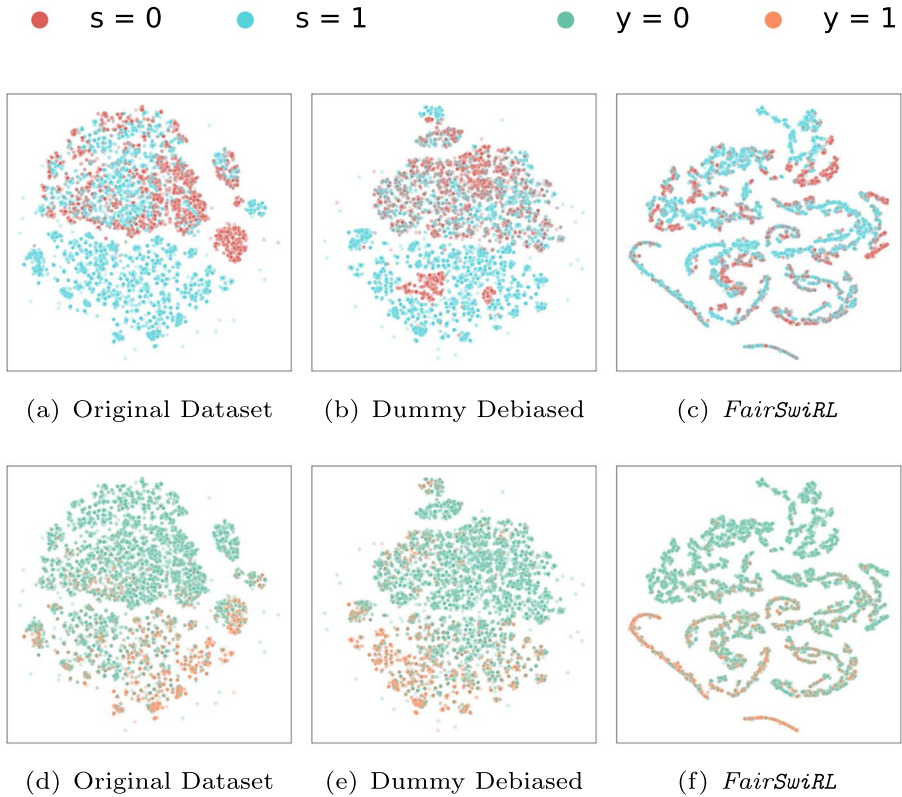 s = 0 s = 1 y = 0 y = 1
(a) Original Dataset (b) Dummy Debiased (c) FairSwiRL
(d) Original Dataset (e) Dummy Debiased (f) FairSwiRL